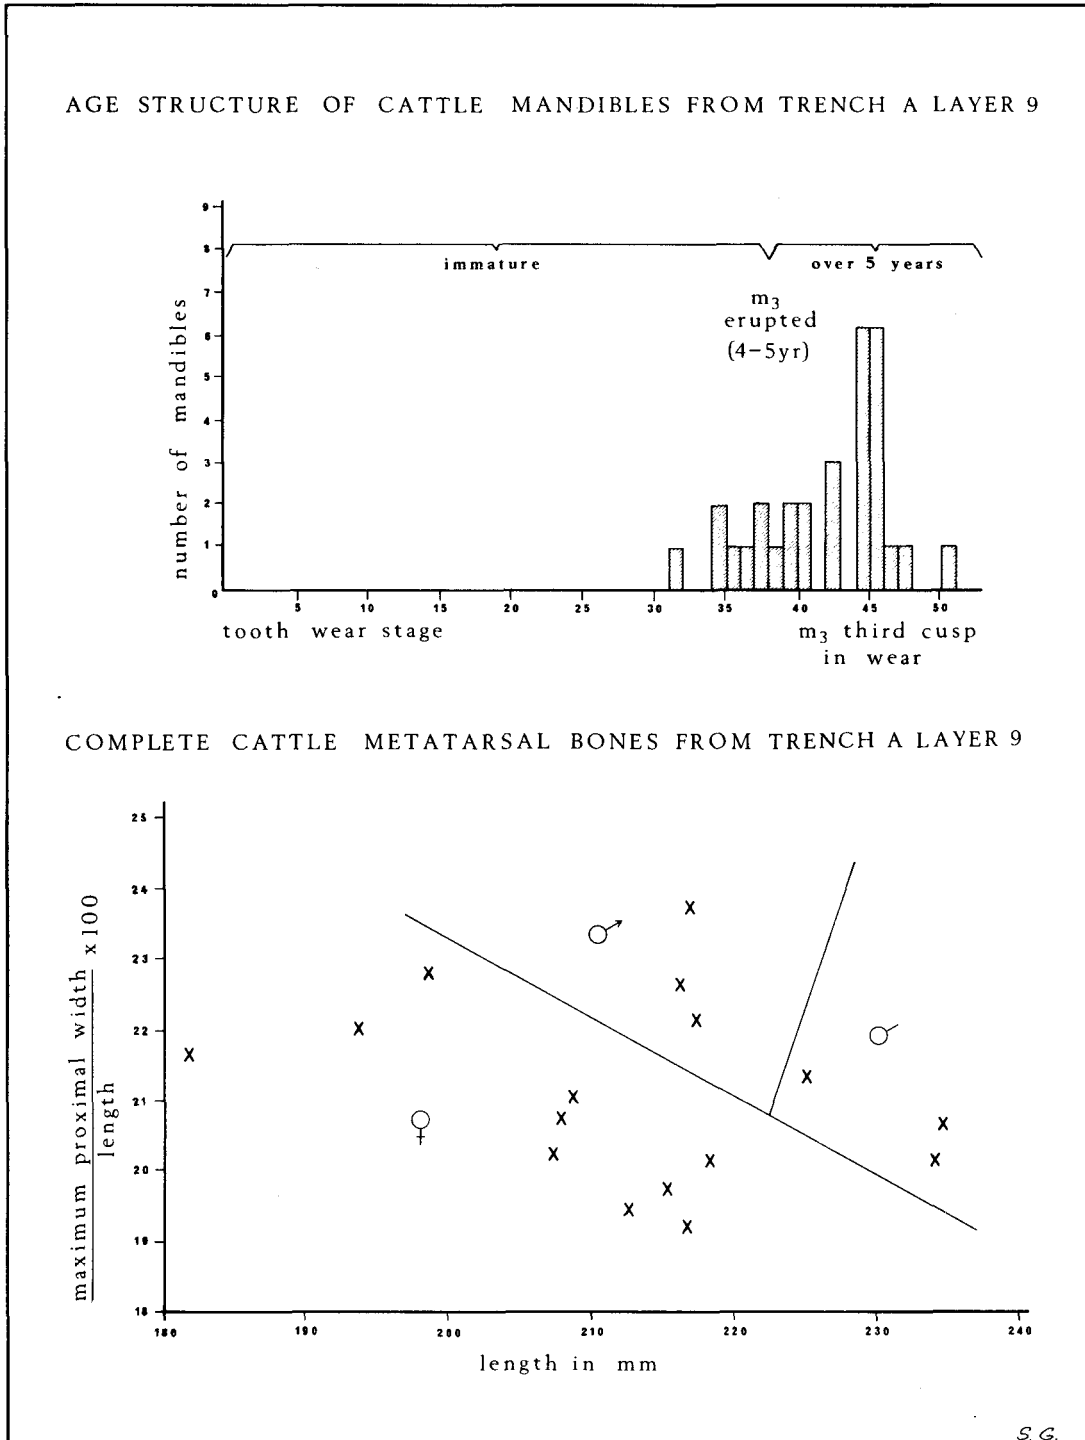 AGE STRUCTURE OF CATTLE MANDIBLES FROM TRENCH A LAYER 9
9
8
7
6
5
4
3
2
1
0
number of mandibles
immature
over 5 years
m3
erupted
(4-5yr)
5 10 15 20 25 30 35 40 45 50
tooth wear stage
m3 third cusp
in wear
COMPLETE CATTLE METATARSAL BONES FROM TRENCH A LAYER 9
25
24
23
22
21
20
19
18
maximum proximal width x100
length
♂
♀
180 190 200 210 220 230 240
length in mm
S.G.